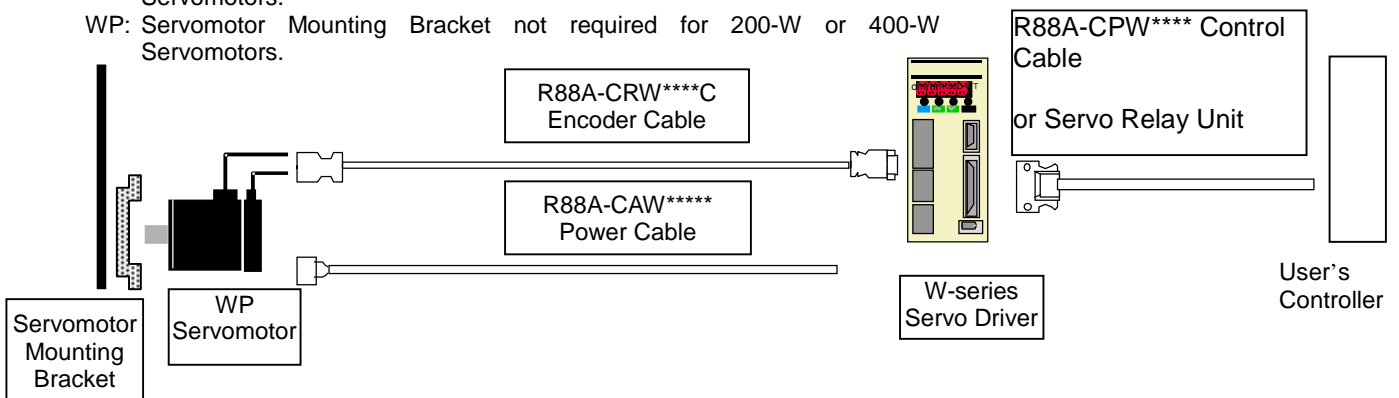 Servomotors.
WP: Servomotor Mounting Bracket not required for 200-W or 400-W
Servomotors.
R88A-CRW****C
Encoder Cable
R88A-CPW**** Control
Cable
or Servo Relay Unit
R88A-CAW*****
Power Cable
WP
Servomotor
Servomotor
Mounting
Bracket
W-series
Servo Driver
User’s
Controller